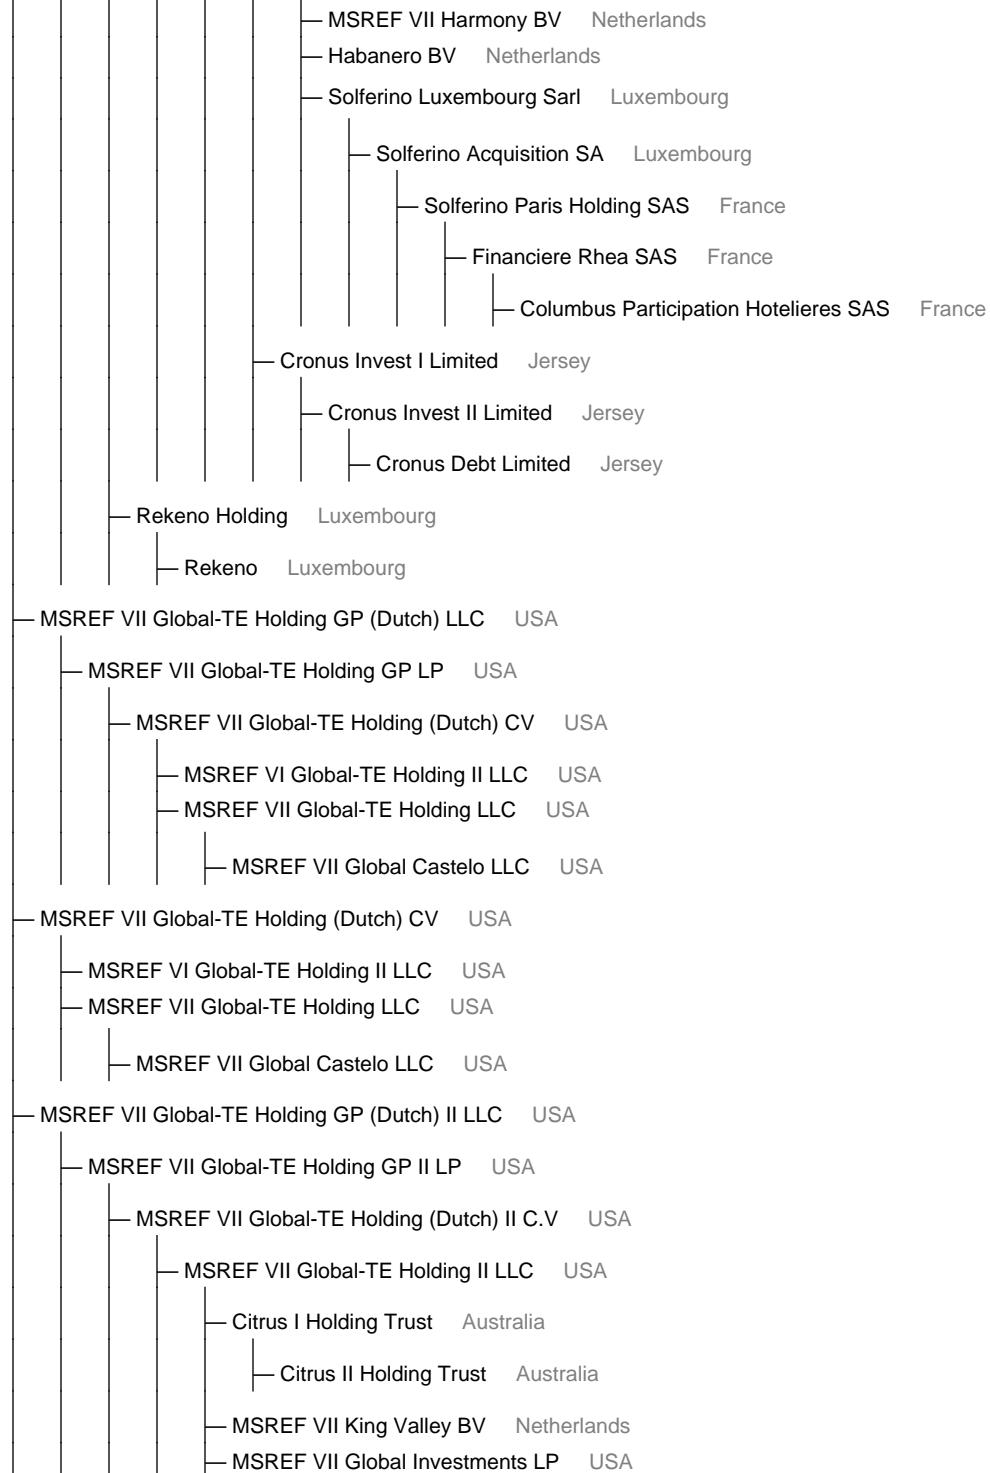 MSREF VII Harmony BV Netherlands
Habanero BV Netherlands
Solferino Luxembourg Sarl Luxembourg
Solferino Acquisition SA Luxembourg
Solferino Paris Holding SAS France
Financiere Rhea SAS France
Columbus Participation Hotelieres SAS France
Cronus Invest I Limited Jersey
Cronus Invest II Limited Jersey
Cronus Debt Limited Jersey
Rekeno Holding Luxembourg
Rekeno Luxembourg
MSREF VII Global-TE Holding GP (Dutch) LLC USA
MSREF VII Global-TE Holding GP LP USA
MSREF VII Global-TE Holding (Dutch) CV USA
MSREF VI Global-TE Holding II LLC USA
MSREF VII Global-TE Holding LLC USA
MSREF VII Global Castelo LLC USA
MSREF VII Global-TE Holding (Dutch) CV USA
MSREF VI Global-TE Holding II LLC USA
MSREF VII Global-TE Holding LLC USA
MSREF VII Global Castelo LLC USA
MSREF VII Global-TE Holding GP (Dutch) II LLC USA
MSREF VII Global-TE Holding GP II LP USA
MSREF VII Global-TE Holding (Dutch) II C.V USA
MSREF VII Global-TE Holding II LLC USA
Citrus I Holding Trust Australia
Citrus II Holding Trust Australia
MSREF VII King Valley BV Netherlands
MSREF VII Global Investments LP USA